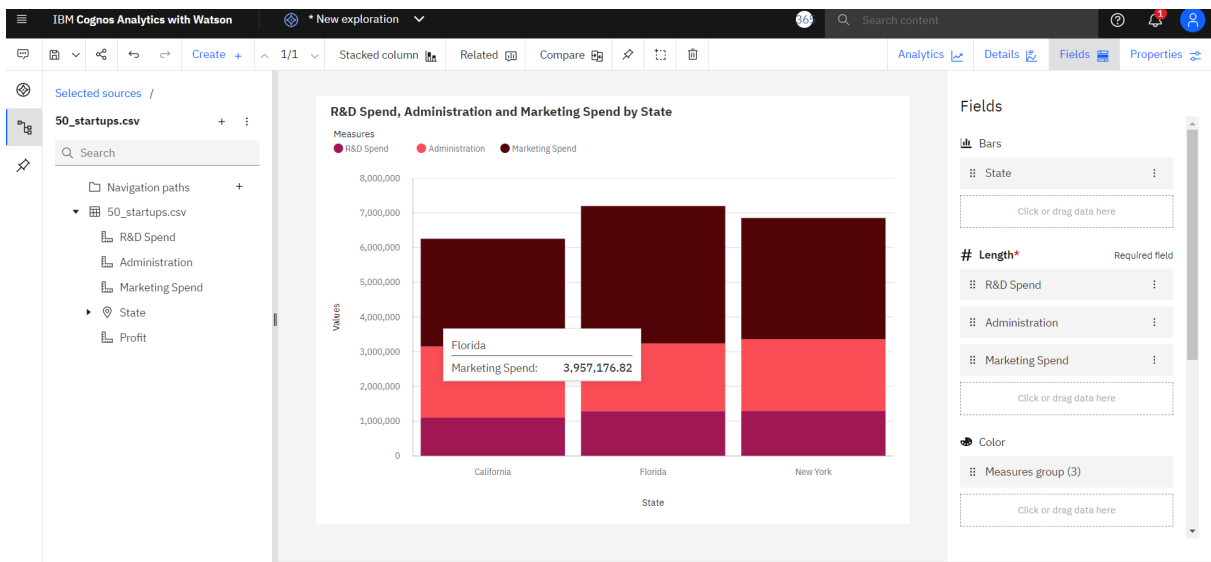 IBM Cognos Analytics with Watson
* New exploration
365
Search content
1
Create +
1/1
Stacked column
Related
Compare
Analytics
Details
Fields
Properties
Selected sources /
50_startups.csv
Search
Navigation paths
50_startups.csv
R&D Spend
Administration
Marketing Spend
State
Profit
R&D Spend, Administration and Marketing Spend by State
Measures
R&D Spend Administration Marketing Spend
Values
8,000,000
7,000,000
6,000,000
5,000,000
4,000,000
3,000,000
2,000,000
1,000,000
0
Florida
Marketing Spend: 3,957,176.82
California Florida New York
State
Fields
Bars
State
Click or drag data here
# Length* Required field
R&D Spend
Administration
Marketing Spend
Click or drag data here
Color
Measures group (3)
Click or drag data here